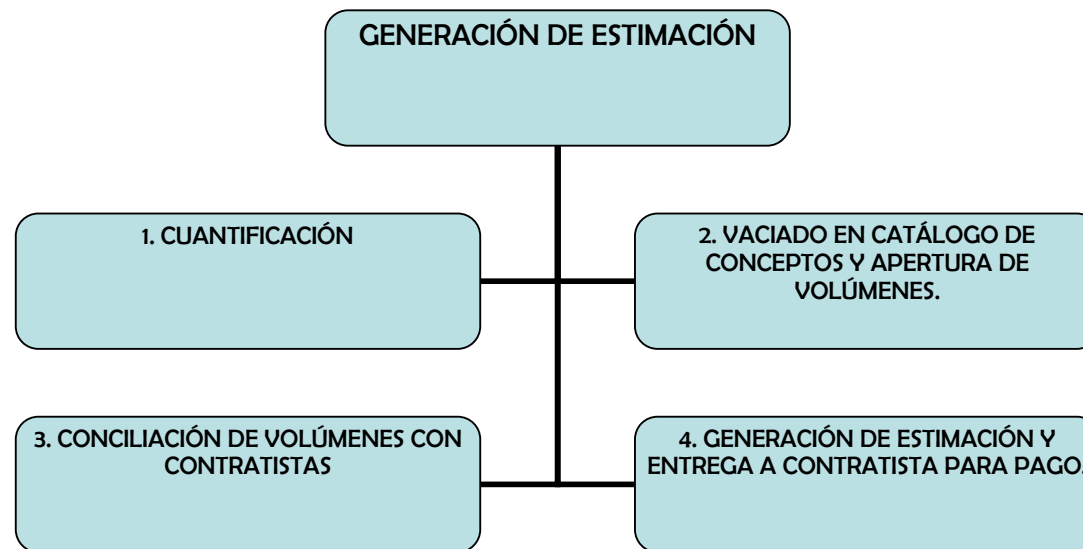 GENERACIÓN DE ESTIMACIÓN
1. CUANTIFICACIÓN
2. VACIADO EN CATÁLOGO DE
CONCEPTOS Y APERTURA DE
VOLÚMENES.
3. CONCILIACIÓN DE VOLÚMENES CON
CONTRATISTAS
4. GENERACIÓN DE ESTIMACIÓN Y
ENTREGA A CONTRATISTA PARA PAGO.